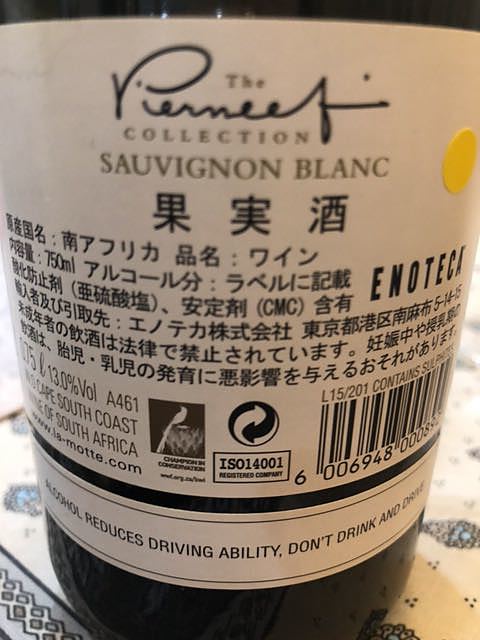 The
Pierneef
COLLECTION
SAUVIGNON BLANC
果実酒
原産国名：南アフリカ 品名：ワイン
内容量：750ml アルコール分：ラベルに記載
酸化防止剤（亜硫酸塩）、安定剤（CMC）含有
輸入者及び引取先：エノテカ株式会社 東京都港区南麻布5-14-15
未成年者の飲酒は法律で禁止されています。妊娠中や授乳期の
飲酒は、胎児・乳児の発育に悪影響を与えるおそれがあります。
ENOTECA
13.0%Vol A461
CAPE SOUTH COAST
OF SOUTH AFRICA
www.la-motte.com
CHAMPION IN
CONSERVATION
ISO14001
REGISTERED COMPANY
L15/201 CONTAINS
6 006948 000
ALCOHOL REDUCES DRIVING ABILITY, DON'T DRINK AND DRIVE